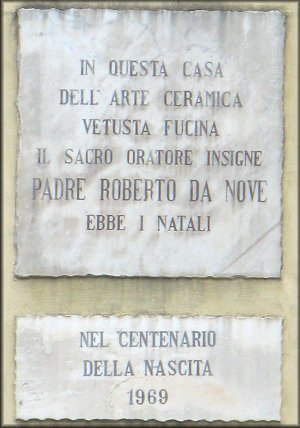 IN QUESTA CASA
DELL' ARTE CERAMICA
VETUSTA FUCINA
IL SACRO ORATORE INSIGNE
PADRE ROBERTO DA NOVE
EBBE I NATALI
NEL CENTENARIO
DELLA NASCITA
1969